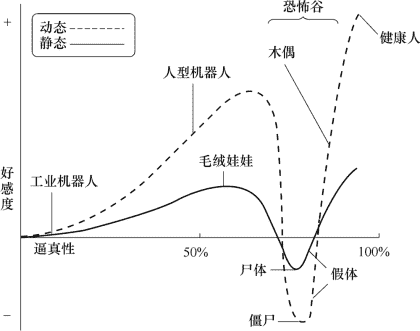 恐怖谷
+
动态
静态
健康人
木偶
人型机器人
毛绒娃娃
好感度
工业机器人
逼真性
50%
100%
尸体
假体
僵尸
−